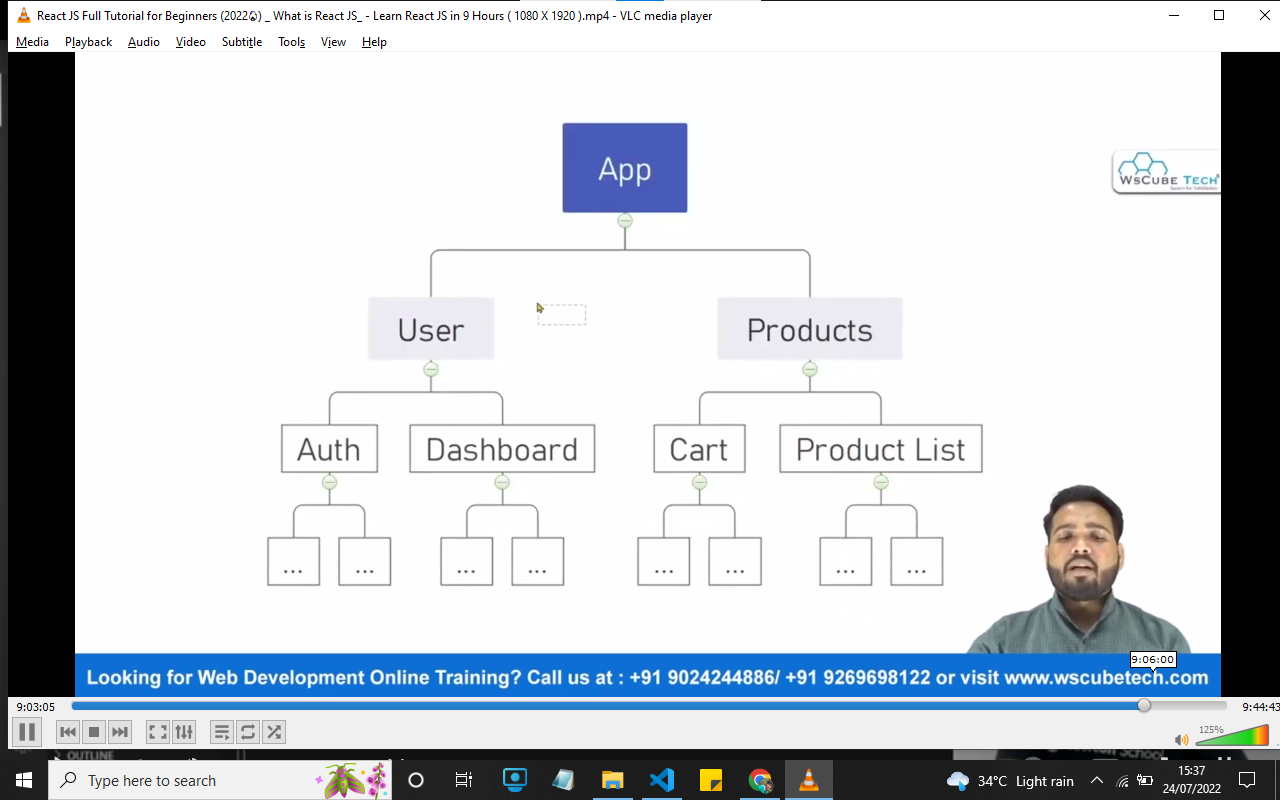 React JS Full Tutorial for Beginners (2022🔥) _ What is React JS_ - Learn React JS in 9 Hours ( 1080 X 1920 ).mp4 - VLC media player
Media Playback Audio Video Subtitle Tools View Help
App
WsCube Tech
User
Products
Auth
Dashboard
Cart
Product List
... ... ... ... ... ... ... ...
9:06:00
Looking for Web Development Online Training? Call us at : +91 9024244886/ +91 9269698122 or visit www.wscubetech.com
9:03:05
9:44:43
125%
OUTLINE
School
Type here to search
34°C Light rain
15:37
24/07/2022